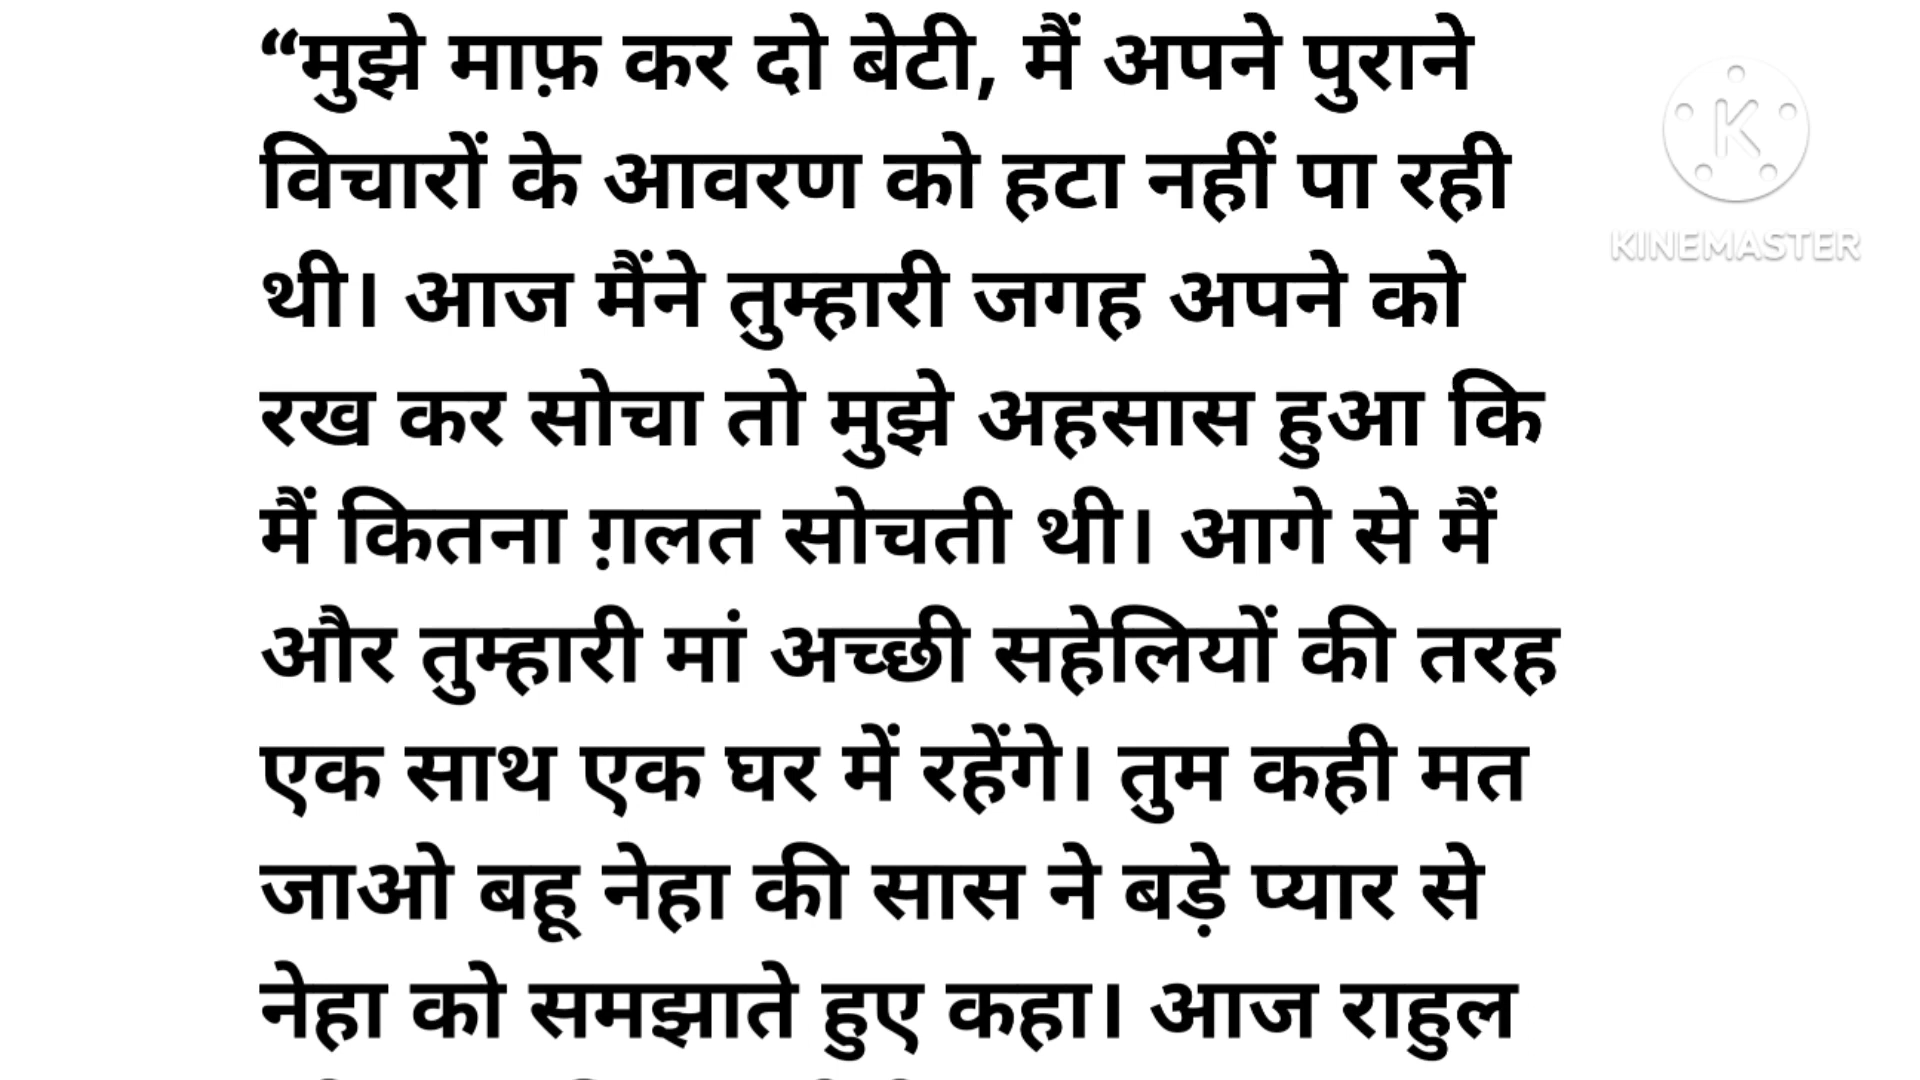 “मुझे माफ़ कर दो बेटी, मैं अपने पुराने
विचारों के आवरण को हटा नहीं पा रही
थी। आज मैंने तुम्हारी जगह अपने को
रख कर सोचा तो मुझे अहसास हुआ कि
मैं कितना ग़लत सोचती थी। आगे से मैं
और तुम्हारी मां अच्छी सहेलियों की तरह
एक साथ एक घर में रहेंगे। तुम कही मत
जाओ बहू नेहा की सास ने बड़े प्यार से
नेहा को समझाते हुए कहा। आज राहुल
K
KINEMASTER